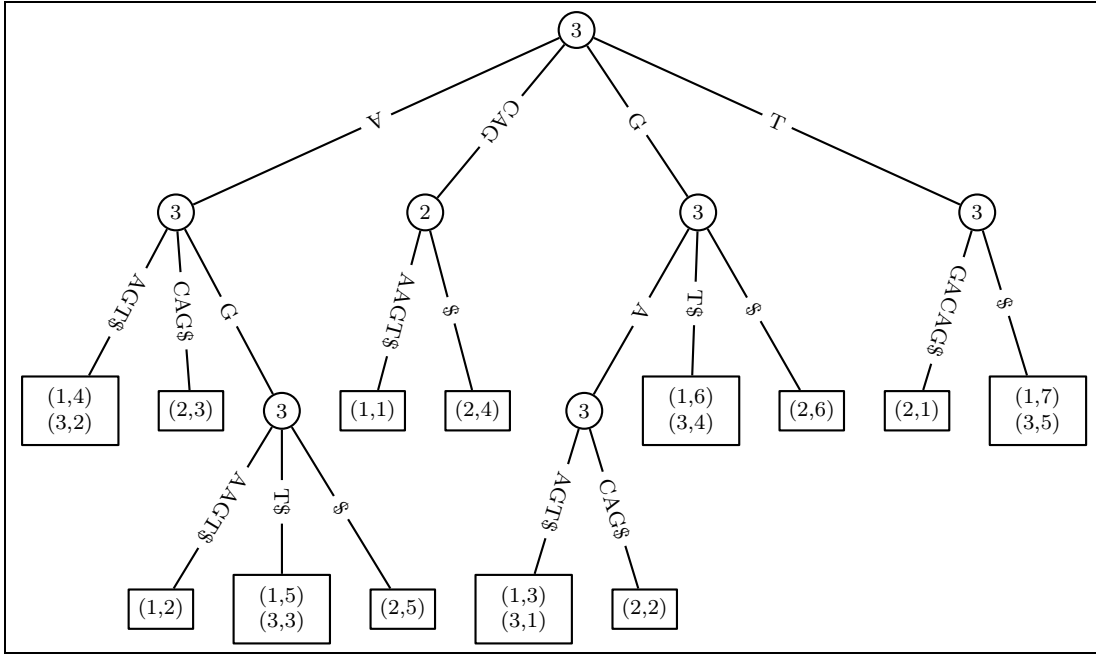 3
A
CAG
G
T
3
2
3
3
AGT$
CAG$
G
AAGT$
$
A
T$
$
GACAG$
$
(1,4)
(3,2)
(2,3)
3
(1,1)
(2,4)
3
(1,6)
(3,4)
(2,6)
(2,1)
(1,7)
(3,5)
AAGT$
T$
$
AGT$
CAG$
(1,2)
(1,5)
(3,3)
(2,5)
(1,3)
(3,1)
(2,2)